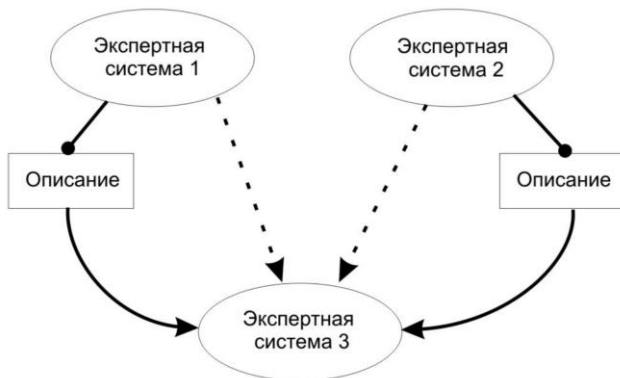 Экспертная
система 1
Экспертная
система 2
Описание
Описание
Экспертная
система 3